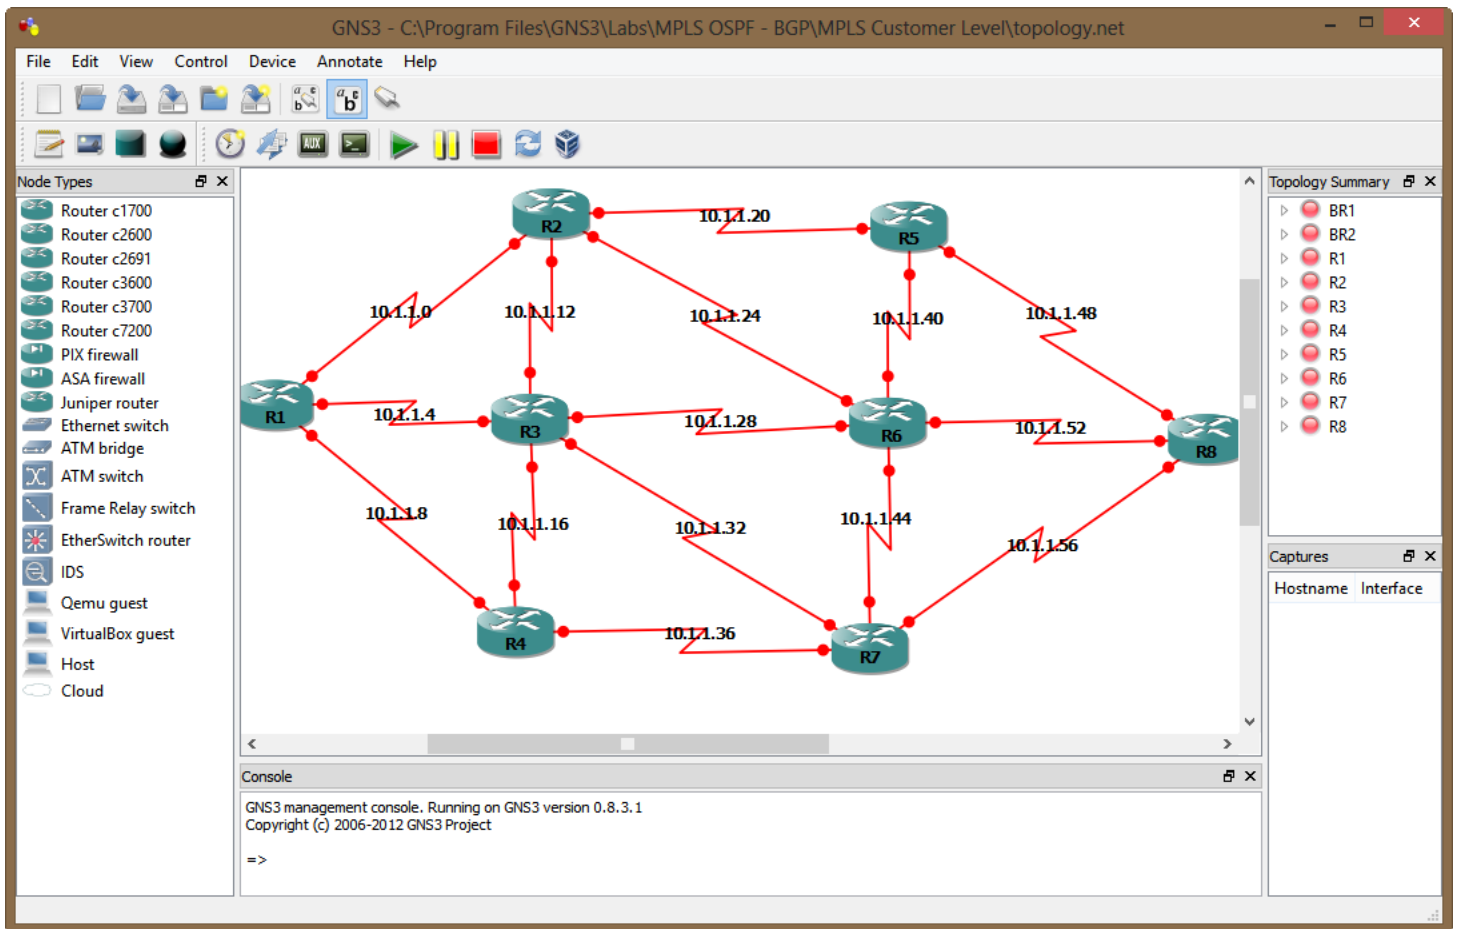 GNS3 - C:\Program Files\GNS3\Labs\MPLS OSPF - BGP\MPLS Customer Level\topology.net
File Edit View Control Device Annotate Help
AUX
Node Types
Router c1700
Router c2600
Router c2691
Router c3600
Router c3700
Router c7200
PIX firewall
ASA firewall
Juniper router
Ethernet switch
ATM bridge
ATM switch
Frame Relay switch
EtherSwitch router
IDS
Qemu guest
VirtualBox guest
Host
Cloud
R2
10.1.1.20
R5
10.1.1.0
10.1.1.12
10.1.1.24
10.1.1.40
10.1.1.48
R1
10.1.1.4
R3
10.1.1.28
R6
10.1.1.52
R8
10.1.1.8
10.1.1.16
10.1.1.32
10.1.1.44
10.1.1.56
R4
10.1.1.36
R7
Console
GNS3 management console. Running on GNS3 version 0.8.3.1
Copyright (c) 2006-2012 GNS3 Project
=>
Topology Summary
BR1
BR2
R1
R2
R3
R4
R5
R6
R7
R8
Captures
Hostname Interface